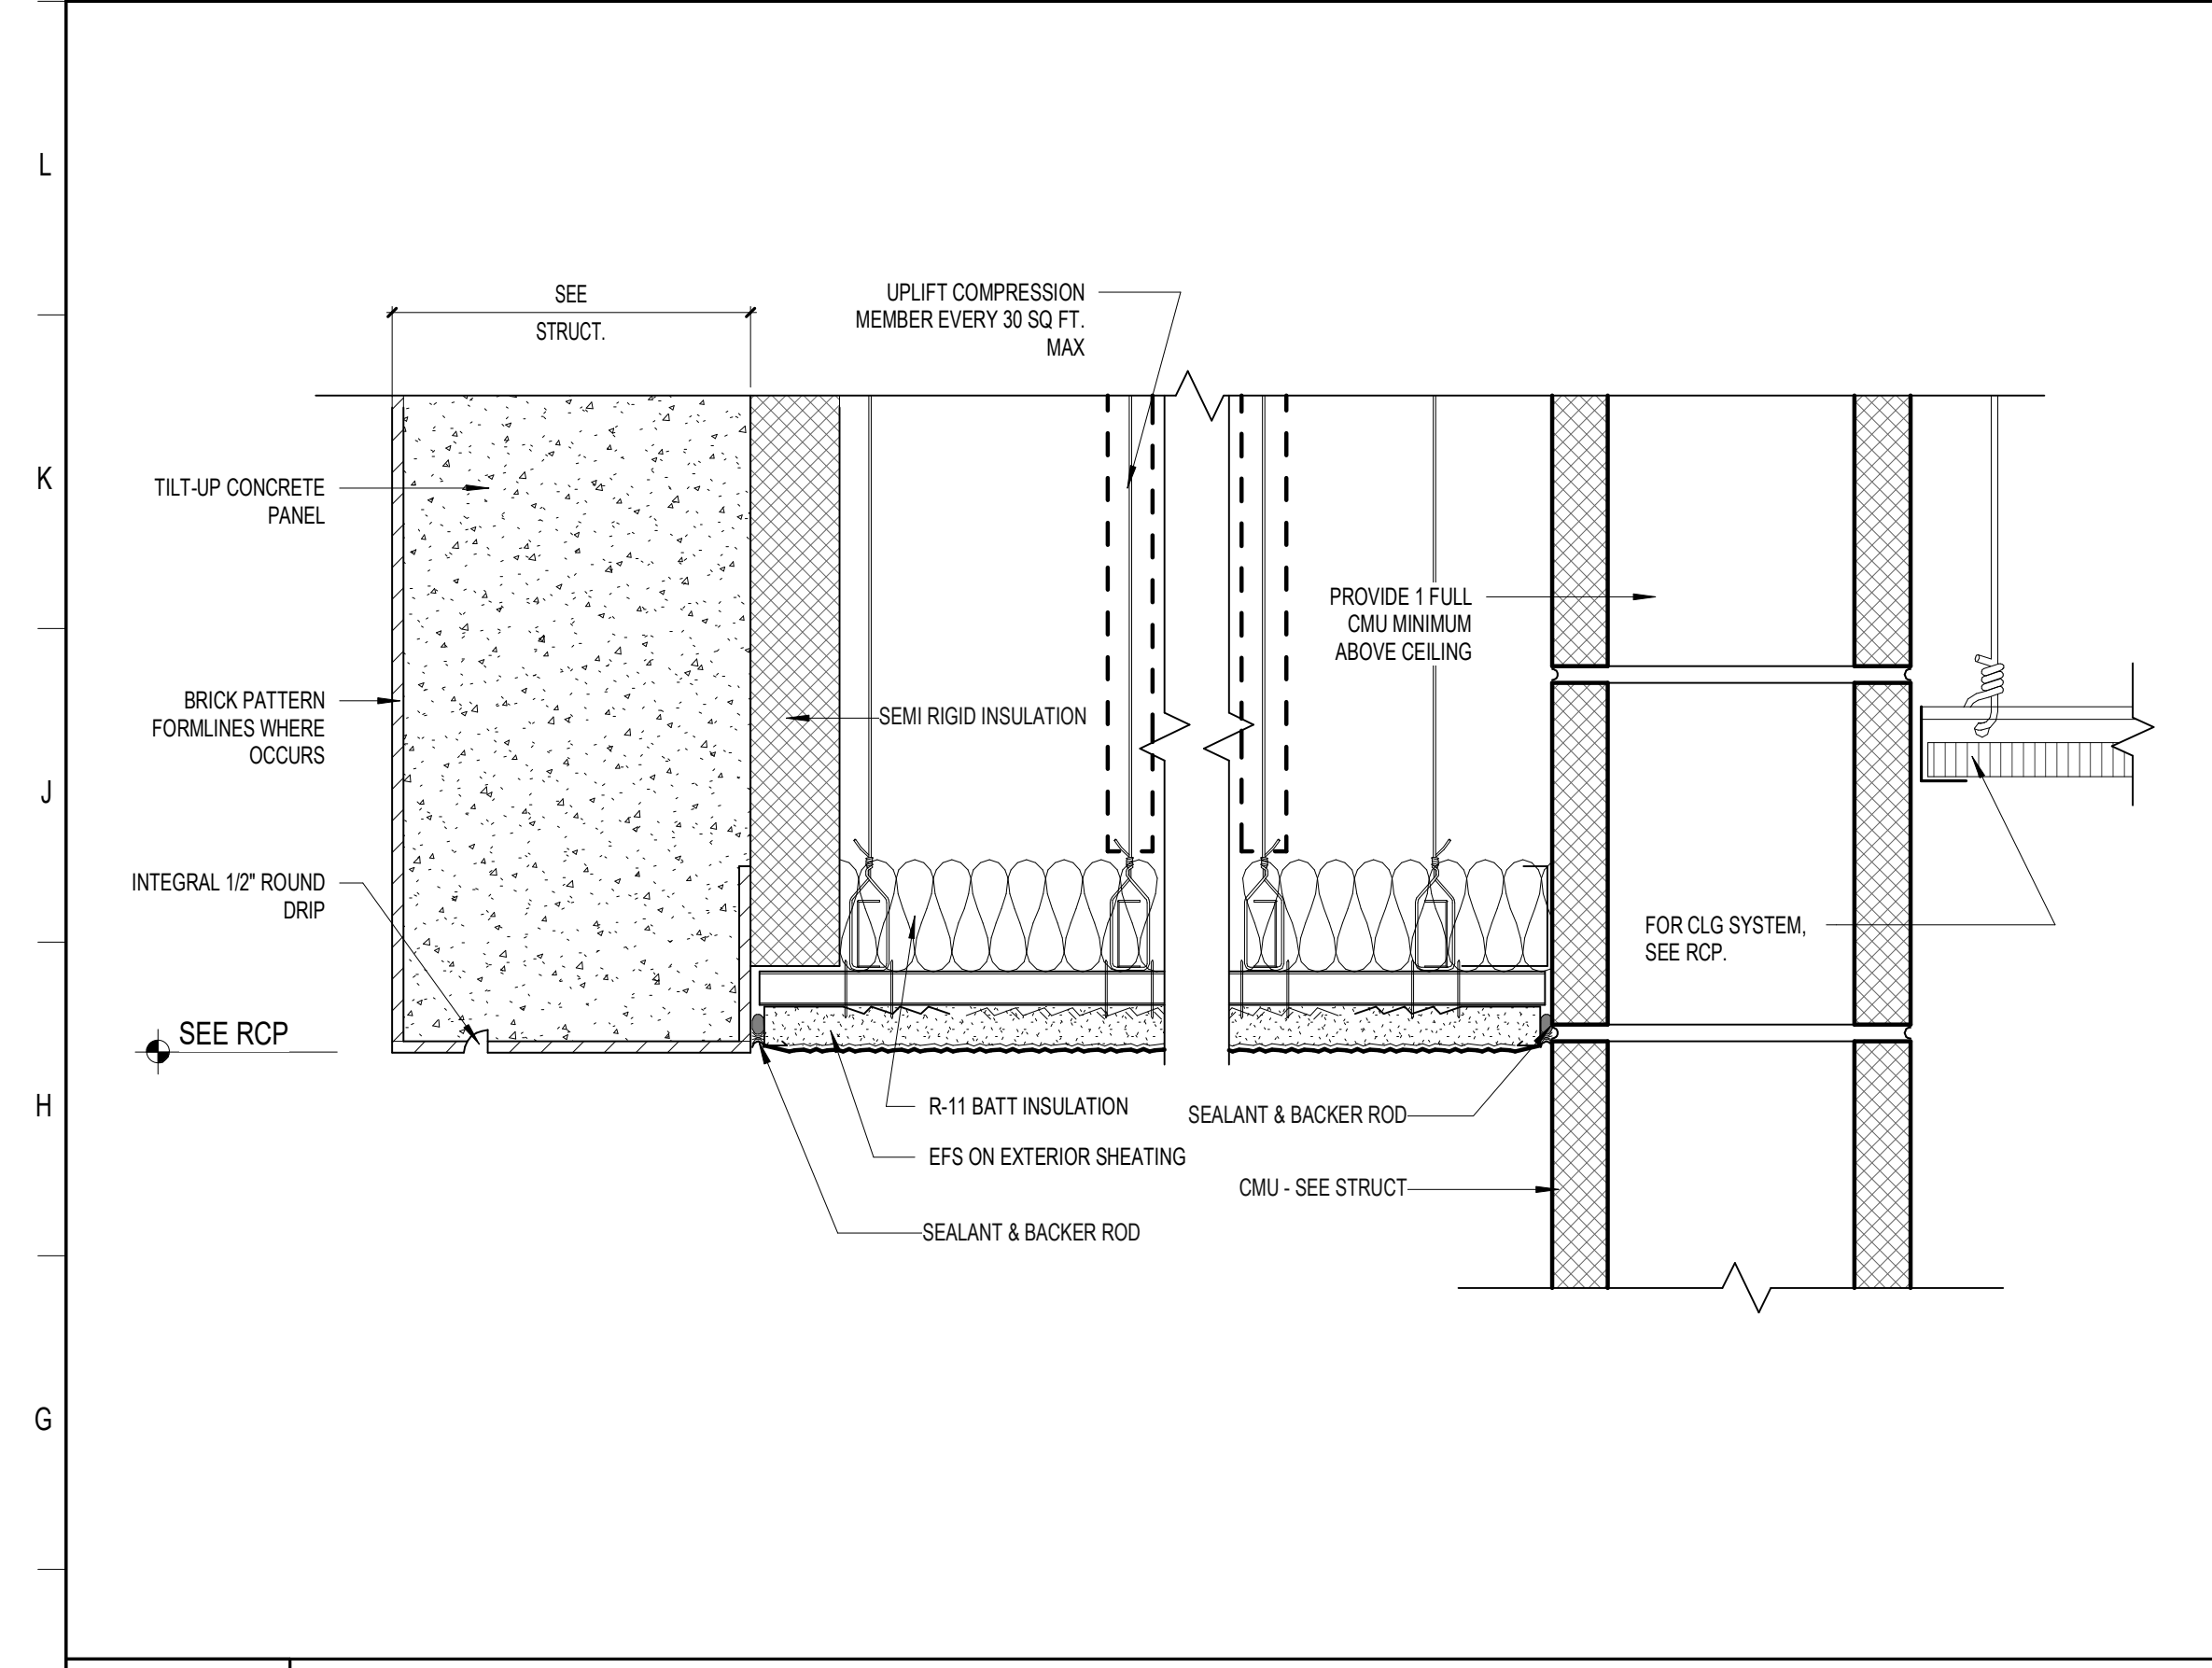 L
K
J
H
G
SEE
STRUCT.
UPLIFT COMPRESSION
MEMBER EVERY 30 SQ FT.
MAX
TILT-UP CONCRETE
PANEL
PROVIDE 1 FULL
CMU MINIMUM
ABOVE CEILING
BRICK PATTERN
FORMLINES WHERE
OCCURS
SEMI RIGID INSULATION
INTEGRAL 1/2" ROUND
DRIP
FOR CLG SYSTEM,
SEE RCP.
SEE RCP
R-11 BATT INSULATION
SEALANT & BACKER ROD
EFS ON EXTERIOR SHEATING
CMU - SEE STRUCT
SEALANT & BACKER ROD